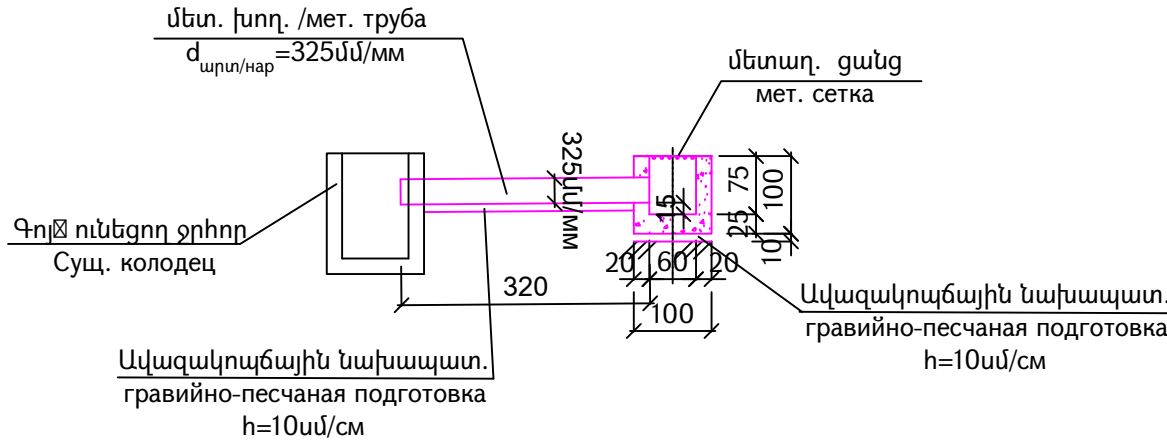 մետ. խող. /мет. труба
d արտ/нар=325մմ/мм
մետաղ. ցանց
мет. сетка
325մմ/мм
75
100
15
25
10
Գոյ ունեցող ջրհոր
Сущ. колодец
20 60 20
320
100
Ավազակոպճային նախապատ.
гравийно-песчаная подготовка
h=10սմ/см
Ավազակոպճային նախապատ.
гравийно-песчаная подготовка
h=10սմ/см